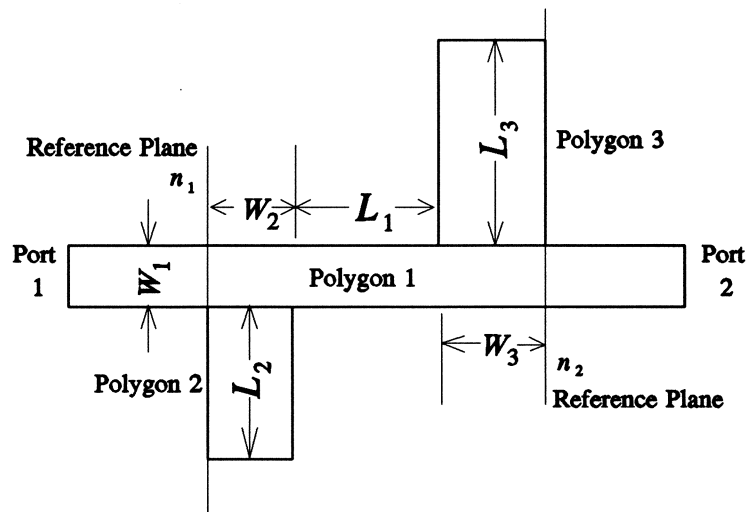 Reference Plane
n₁
W₂
L₁
L₃
Polygon 3
Port
1
W₁
Polygon 1
Port
2
Polygon 2
L₂
W₃
n₂
Reference Plane